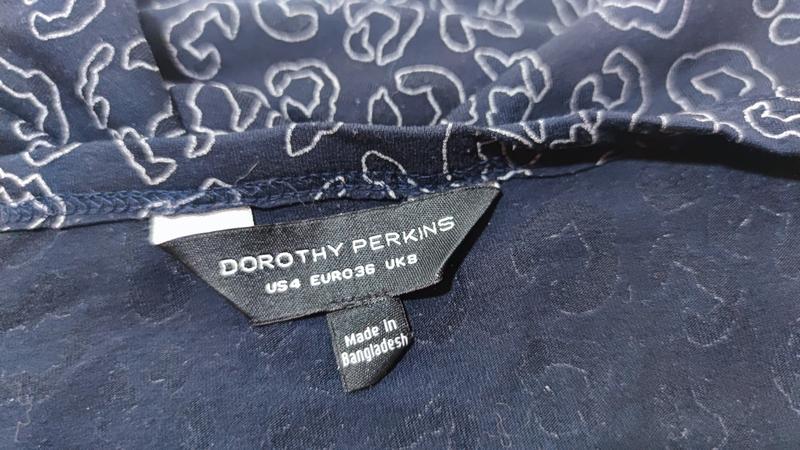 DOROTHY PERKINS
US4 EURO36 UK8
Made In
Bangladesh